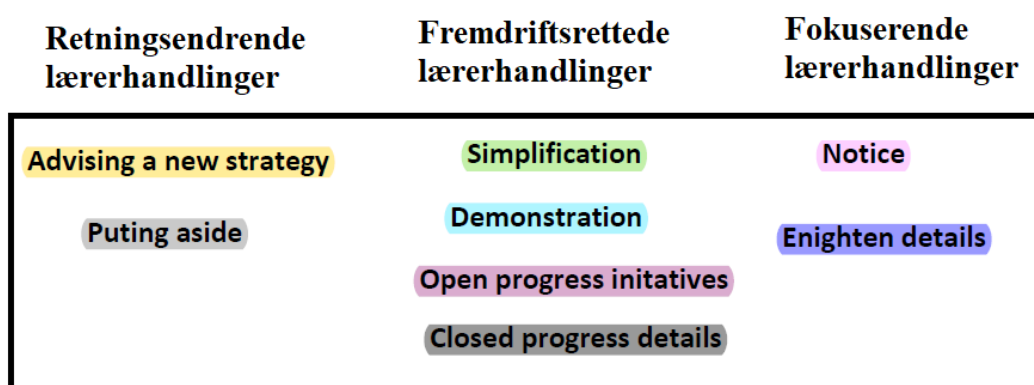 Retningsendrende
lærerhandlinger
Fremdriftsrettede
lærerhandlinger
Fokuserende
lærerhandlinger
Advising a new strategy
Puting aside
Simplification
Demonstration
Open progress initatives
Closed progress details
Notice
Enighten details